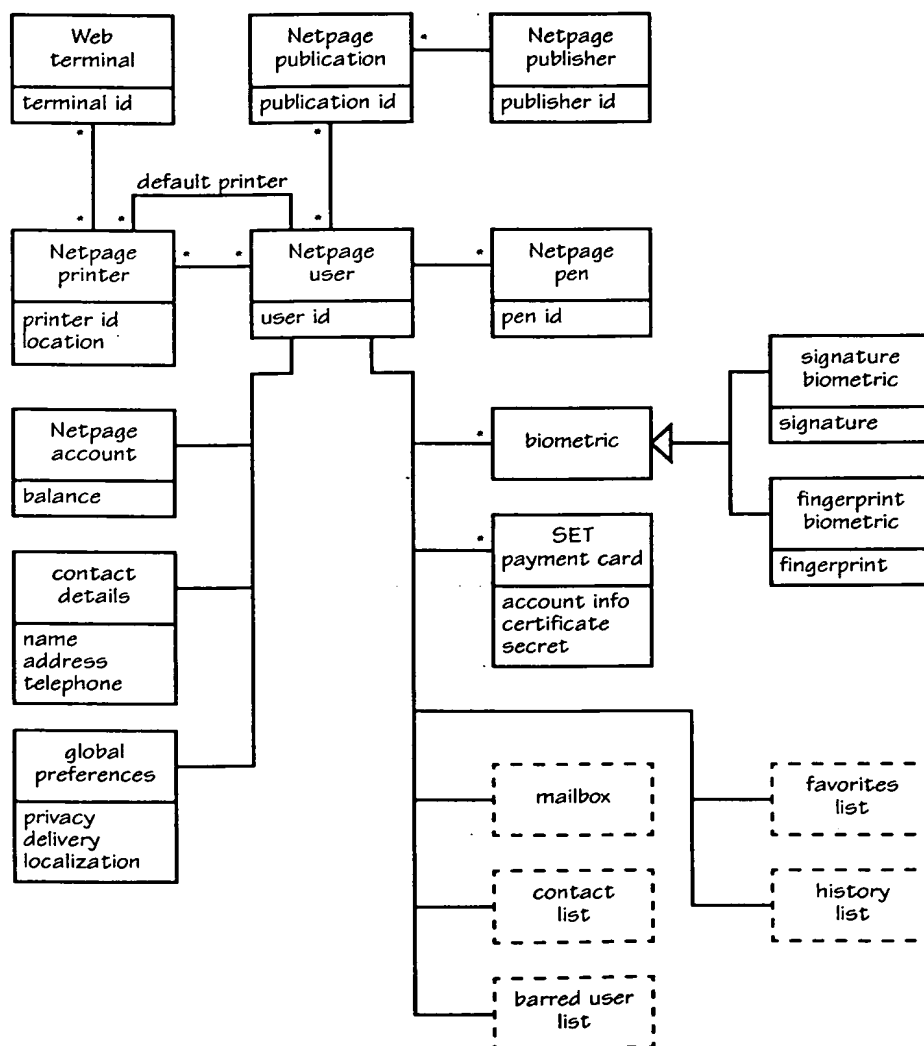 Web
terminal
terminal id
Netpage
publication
publication id
*
Netpage
publisher
publisher id
*
*
default printer
*
*
*
Netpage
printer
printer id
location
*
*
Netpage
user
user id
*
Netpage
pen
pen id
signature
biometric
signature
Netpage
account
balance
*
biometric
fingerprint
biometric
fingerprint
*
SET
payment card
account info
certificate
secret
contact
details
name
address
telephone
global
preferences
privacy
delivery
localization
mailbox
favorites
list
contact
list
history
list
barred user
list